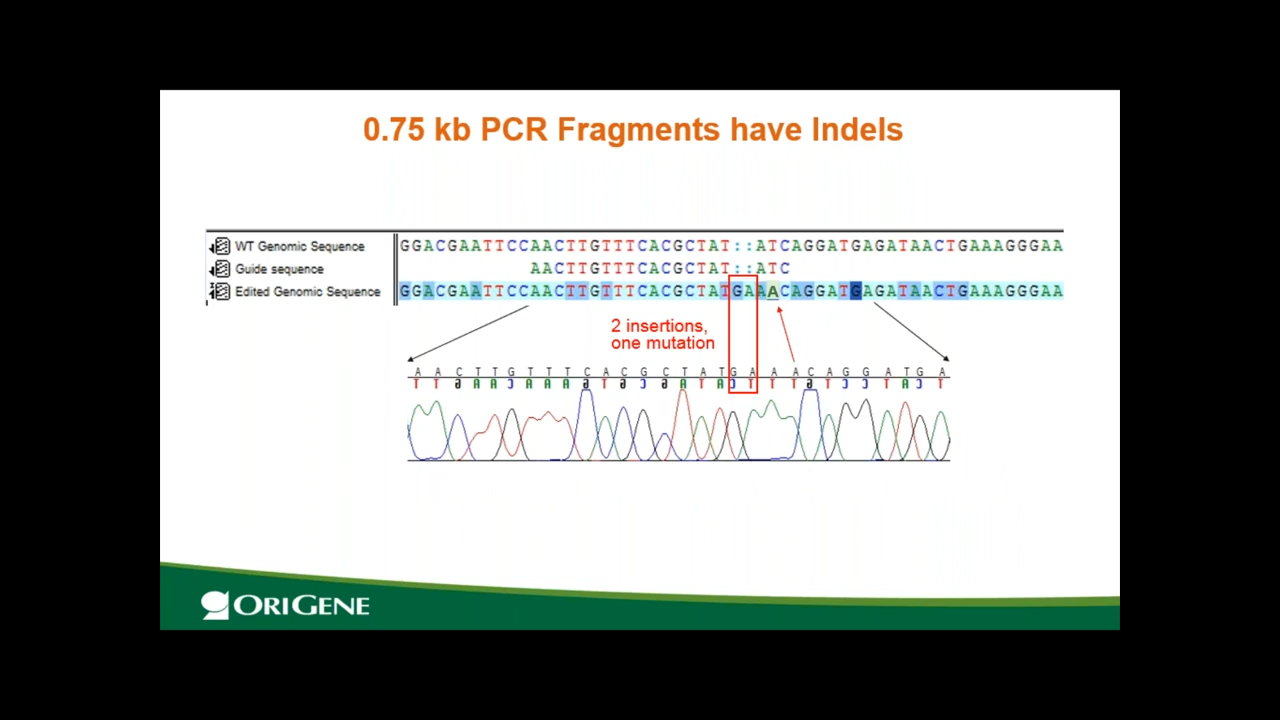 0.75 kb PCR Fragments have Indels
WT Genomic Sequence GGACGAATTCCAACTTGTTTCACGCTAT::ATCAGGATGAGATAACTGAAAGGGAA
Guide sequence AACTTGTTTCACGCTAT::ATC
Edited Genomic Sequence GGACGAATTCCAACTTGTTTCACGCTATGAAACAGGATGAGATAACTGAAAGGGAA
2 insertions,
one mutation
A A C T T G T T T C A C G C T A T G A A A C A G G A T G A
T T G A A C A A A G T G C G A T A C T T T G T C C T A C T
ORIGENE